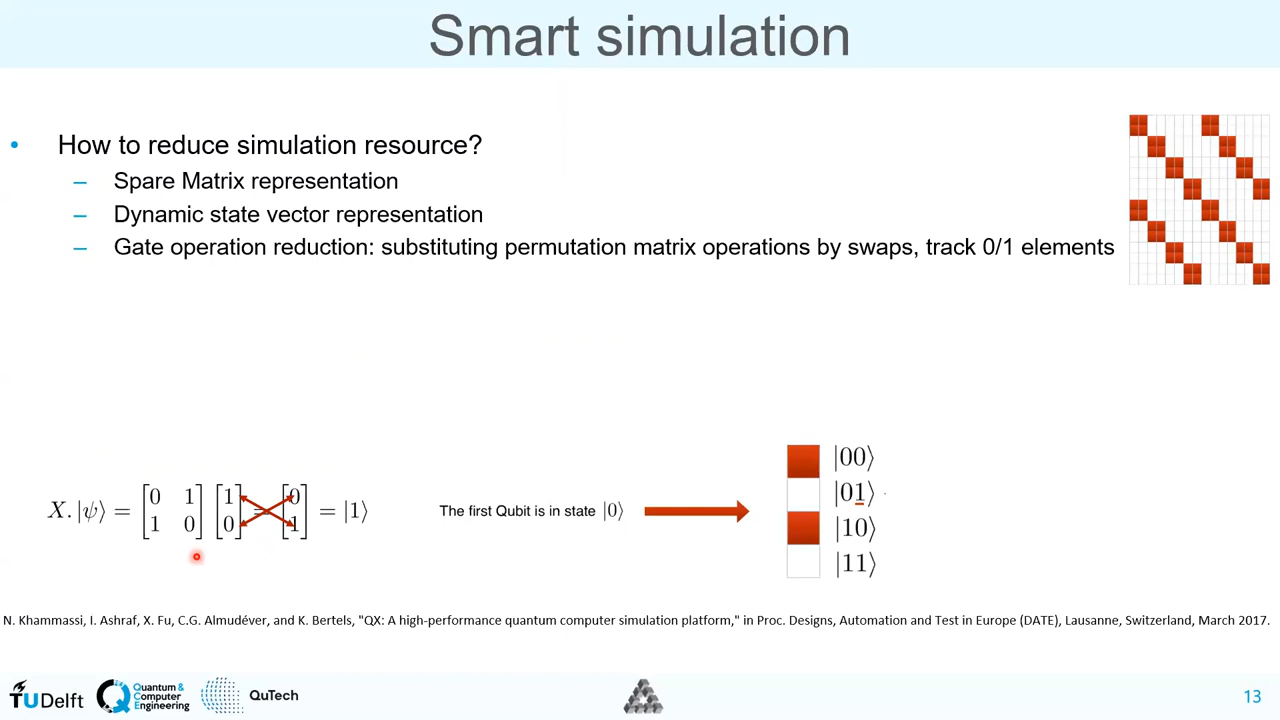 Smart simulation
• How to reduce simulation resource?
– Spare Matrix representation
– Dynamic state vector representation
– Gate operation reduction: substituting permutation matrix operations by swaps, track 0/1 elements
X.|ψ⟩ = [0 1; 1 0] [1; 0] = [0; 1] = |1⟩
The first Qubit is in state |0⟩
|00⟩
|01⟩
|10⟩
|11⟩
N. Khammassi, I. Ashraf, X. Fu, C.G. Almudéver, and K. Bertels, "QX: A high-performance quantum computer simulation platform," in Proc. Designs, Automation and Test in Europe (DATE), Lausanne, Switzerland, March 2017.
TUDelft
Quantum &
Computer
Engineering
QuTech
13